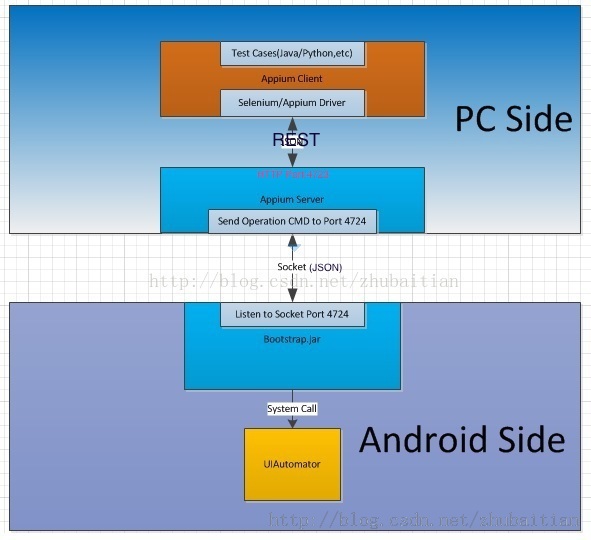 Test Cases(Java/Python,etc)
Appium Client
Selenium/Appium Driver
PC Side
REST
Appium Server
Send Operation CMD to Port 4724
Socket (JSON)
http://blog.csdn.net/zhubaitian
Listen to Socket Port 4724
Bootstrap.jar
System Call
Android Side
UIAutomator
http://blog.csdn.net/zhubaitian